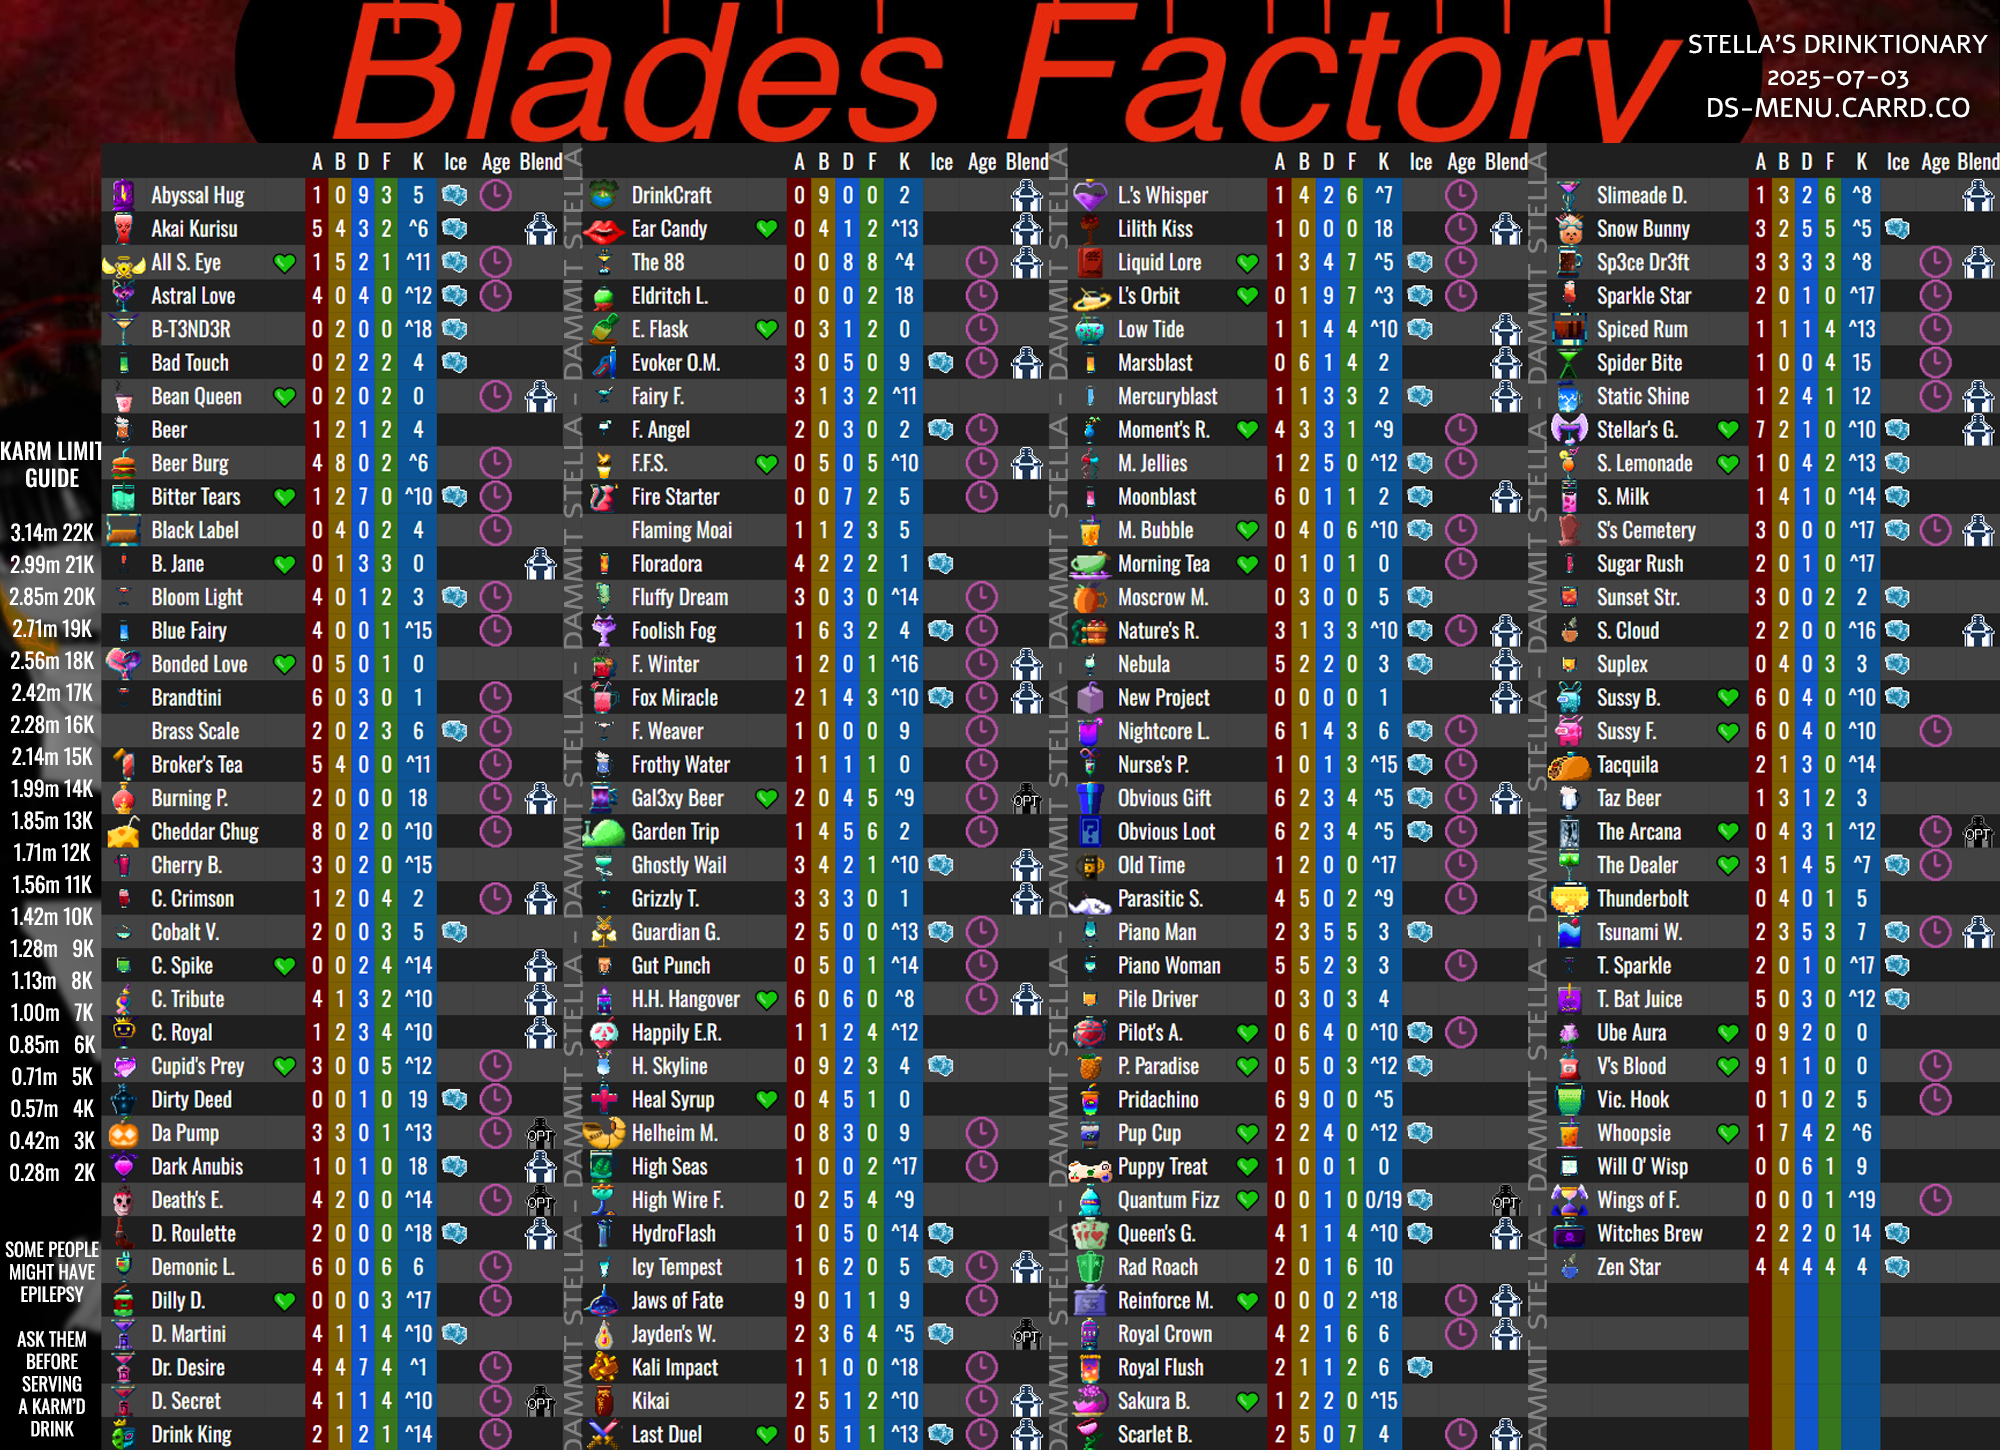 Blades Factory
STELLA'S DRINKTIONARY
2025-07-03
DS-MENU.CARRD.CO
KARM LIMIT
GUIDE
3.14m 22K
2.99m 21K
2.85m 20K
2.71m 19K
2.56m 18K
2.42m 17K
2.28m 16K
2.14m 15K
1.99m 14K
1.85m 13K
1.71m 12K
1.56m 11K
1.42m 10K
1.28m 9K
1.13m 8K
1.00m 7K
0.85m 6K
0.71m 5K
0.57m 4K
0.42m 3K
0.28m 2K
SOME PEOPLE
MIGHT HAVE
EPILEPSY
ASK THEM
BEFORE
SERVING
A KARM'D
DRINK
A B D F K Ice Age Blend
Abyssal Hug 1 0 9 3 5
Akai Kurisu 5 4 3 2 ^6
All S. Eye 1 5 2 1 ^11
Astral Love 4 0 4 0 ^12
B-T3ND3R 0 2 0 0 ^18
Bad Touch 0 2 2 2 4
Bean Queen 0 2 0 2 0
Beer 1 2 1 2 4
Beer Burg 4 8 0 2 ^6
Bitter Tears 1 2 7 0 ^10
Black Label 0 4 0 2 4
B. Jane 0 1 3 3 0
Bloom Light 4 0 1 2 3
Blue Fairy 4 0 0 1 ^15
Bonded Love 0 5 0 1 0
Brandtini 6 0 3 0 1
Brass Scale 2 0 2 3 6
Broker's Tea 5 4 0 0 ^11
Burning P. 2 0 0 0 18
Cheddar Chug 8 0 2 0 ^10
Cherry B. 3 0 2 0 ^15
C. Crimson 1 2 0 4 2
Cobalt V. 2 0 0 3 5
C. Spike 0 0 2 4 ^14
C. Tribute 4 1 3 2 ^10
C. Royal 1 2 3 4 ^10
Cupid's Prey 3 0 0 5 ^12
Dirty Deed 0 0 1 0 19
Da Pump 3 3 0 1 ^13 OPT
Dark Anubis 1 0 1 0 18
Death's E. 4 2 0 0 ^14 OPT
D. Roulette 2 0 0 0 ^18
Demonic L. 6 0 0 6 6
Dilly D. 0 0 0 3 ^17
D. Martini 4 1 1 4 ^10
Dr. Desire 4 4 7 4 ^1
D. Secret 4 1 1 4 ^10 OPT
Drink King 2 1 2 1 ^14
DAMMIT STELLA - DAMMIT STELLA - DAMMIT STELLA - DAMMIT STELLA
A B D F K Ice Age Blend
DrinkCraft 0 9 0 0 2
Ear Candy 0 4 1 2 ^13
The 88 0 0 8 8 ^4
Eldritch L. 0 0 0 2 18
E. Flask 0 3 1 2 0
Evoker O.M. 3 0 5 0 9
Fairy F. 3 1 3 2 ^11
F. Angel 2 0 3 0 2
F.F.S. 0 5 0 5 ^10
Fire Starter 0 0 7 2 5
Flaming Moai 1 1 2 3 5
Floradora 4 2 2 2 1
Fluffy Dream 3 0 3 0 ^14
Foolish Fog 1 6 3 2 4
F. Winter 1 2 0 1 ^16
Fox Miracle 2 1 4 3 ^10
F. Weaver 1 0 0 0 9
Frothy Water 1 1 1 1 0
Gal3xy Beer 2 0 4 5 ^9 OPT
Garden Trip 1 4 5 6 2
Ghostly Wail 3 4 2 1 ^10
Grizzly T. 3 3 3 0 1
Guardian G. 2 5 0 0 ^13
Gut Punch 0 5 0 1 ^14
H.H. Hangover 6 0 6 0 ^8
Happily E.R. 1 1 2 4 ^12
H. Skyline 0 9 2 3 4
Heal Syrup 0 4 5 1 0
Helheim M. 0 8 3 0 9
High Seas 1 0 0 2 ^17
High Wire F. 0 2 5 4 ^9
HydroFlash 1 0 5 0 ^14
Icy Tempest 1 6 2 0 5
Jaws of Fate 9 0 1 1 9
Jayden's W. 2 3 6 4 ^5 OPT
Kali Impact 1 1 0 0 ^18
Kikai 2 5 1 2 ^10
Last Duel 0 5 1 1 ^13
DAMMIT STELLA - DAMMIT STELLA - DAMMIT STELLA - DAMMIT STELLA
A B D F K Ice Age Blend
L.'s Whisper 1 4 2 6 ^7
Lilith Kiss 1 0 0 0 18
Liquid Lore 1 3 4 7 ^5
L's Orbit 0 1 9 7 ^3
Low Tide 1 1 4 4 ^10
Marsblast 0 6 1 4 2
Mercuryblast 1 1 3 3 2
Moment's R. 4 3 3 1 ^9
M. Jellies 1 2 5 0 ^12
Moonblast 6 0 1 1 2
M. Bubble 0 4 0 6 ^10
Morning Tea 0 1 0 1 0
Moscrow M. 0 3 0 0 5
Nature's R. 3 1 3 3 ^10
Nebula 5 2 2 0 3
New Project 0 0 0 0 1
Nightcore L. 6 1 4 3 6
Nurse's P. 1 0 1 3 ^15
Obvious Gift 6 2 3 4 ^5
Obvious Loot 6 2 3 4 ^5
Old Time 1 2 0 0 ^17
Parasitic S. 4 5 0 2 ^9
Piano Man 2 3 5 5 3
Piano Woman 5 5 2 3 3
Pile Driver 0 3 0 3 4
Pilot's A. 0 6 4 0 ^10
P. Paradise 0 5 0 3 ^12
Pridachino 6 9 0 0 ^5
Pup Cup 2 2 4 0 ^12
Puppy Treat 1 0 0 1 0
Quantum Fizz 0 0 1 0 0/19 OPT
Queen's G. 4 1 1 4 ^10
Rad Roach 2 0 1 6 10
Reinforce M. 0 0 0 2 ^18
Royal Crown 4 2 1 6 6
Royal Flush 2 1 1 2 6
Sakura B. 1 2 2 0 ^15
Scarlet B. 2 5 0 7 4
DAMMIT STELLA - DAMMIT STELLA - DAMMIT STELLA - DAMMIT STELLA
A B D F K Ice Age Blend
Slimeade D. 1 3 2 6 ^8
Snow Bunny 3 2 5 5 ^5
Sp3ce Dr3ft 3 3 3 3 ^8
Sparkle Star 2 0 1 0 ^17
Spiced Rum 1 1 1 4 ^13
Spider Bite 1 0 0 4 15
Static Shine 1 2 4 1 12
Stellar's G. 7 2 1 0 ^10
S. Lemonade 1 0 4 2 ^13
S. Milk 1 4 1 0 ^14
S's Cemetery 3 0 0 0 ^17
Sugar Rush 2 0 1 0 ^17
Sunset Str. 3 0 0 2 2
S. Cloud 2 2 0 0 ^16
Suplex 0 4 0 3 3
Sussy B. 6 0 4 0 ^10
Sussy F. 6 0 4 0 ^10
Tacquila 2 1 3 0 ^14
Taz Beer 1 3 1 2 3
The Arcana 0 4 3 1 ^12 OPT
The Dealer 3 1 4 5 ^7
Thunderbolt 0 4 0 1 5
Tsunami W. 2 3 5 3 7
T. Sparkle 2 0 1 0 ^17
T. Bat Juice 5 0 3 0 ^12
Ube Aura 0 9 2 0 0
V's Blood 9 1 1 0 0
Vic. Hook 0 1 0 2 5
Whoopsie 1 7 4 2 ^6
Will O' Wisp 0 0 6 1 9
Wings of F. 0 0 0 1 ^19
Witches Brew 2 2 2 0 14
Zen Star 4 4 4 4 4